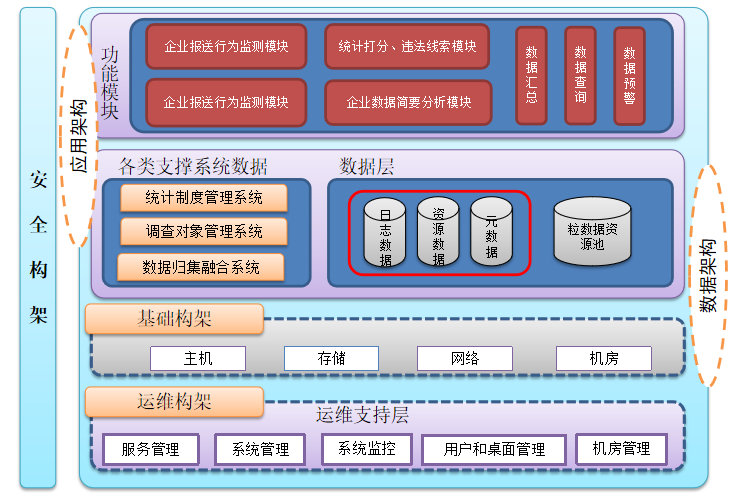 安全构架
应用架构
功能模块
企业报送行为监测模块
统计打分、违法线索模块
企业报送行为监测模块
企业数据简要分析模块
数据汇总
数据查询
数据预警
各类支撑系统数据
统计制度管理系统
调查对象管理系统
数据归集融合系统
数据层
日志数据
资源数据
元数据
粒数据资
源池
数据架构
基础构架
主机
存储
网络
机房
运维构架
运维支持层
服务管理
系统管理
系统监控
用户和桌面管理
机房管理